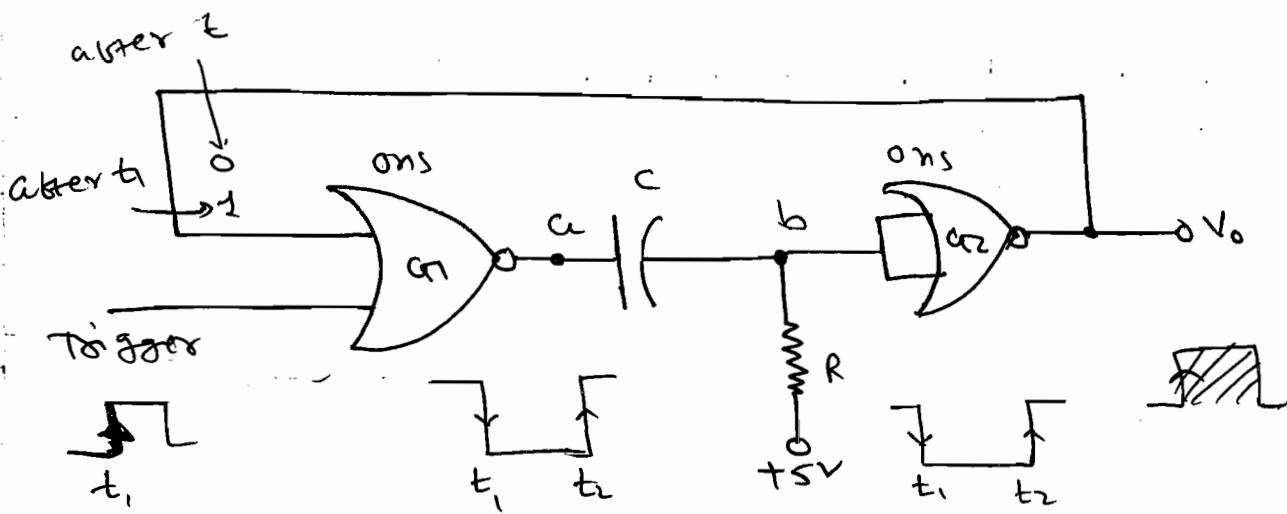 after t
0
after t1
1
0ns
G1
a
C
b
0ns
G2
V0
Trigger
R
+5V
t1
t1 t2
t1 t2